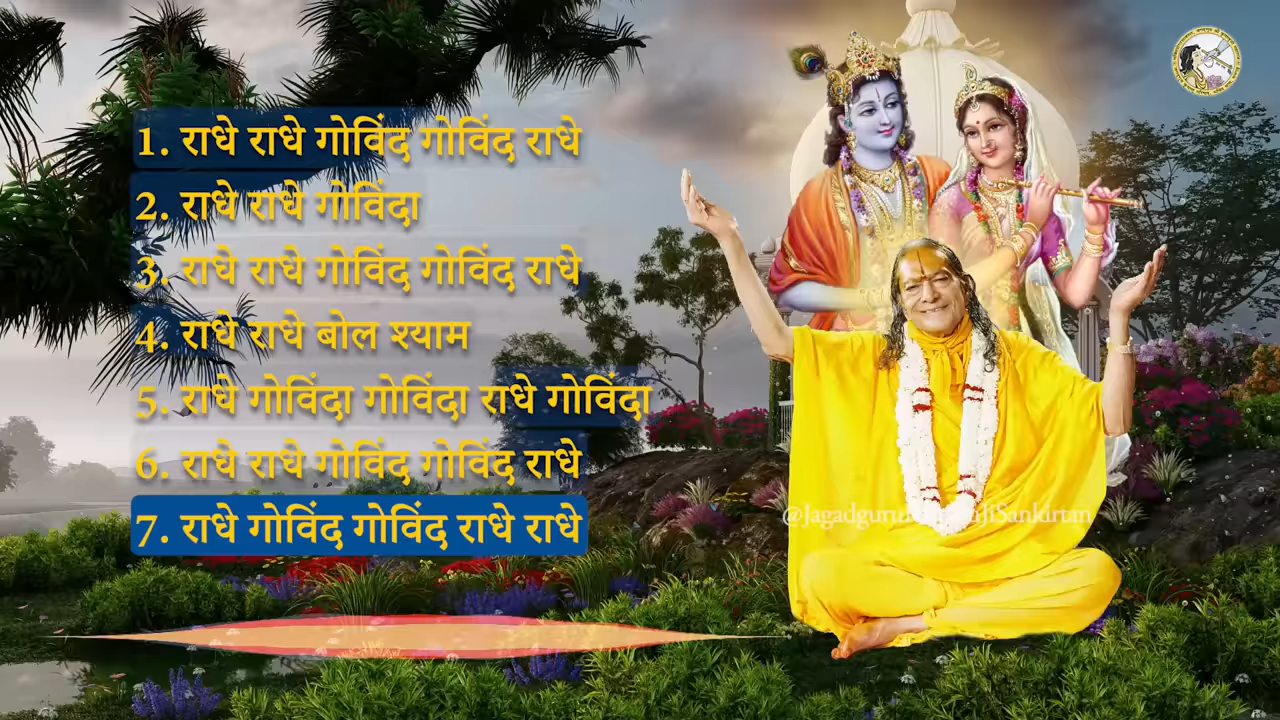 1. राधे राधे गोविंद गोविंद राधे
2. राधे राधे गोविंदा
3. राधे राधे गोविंद गोविंद राधे
4. राधे राधे बोल श्याम
5. राधे गोविंदा गोविंदा राधे गोविंदा
6. राधे राधे गोविंद गोविंद राधे
7. राधे गोविंद गोविंद राधे राधे